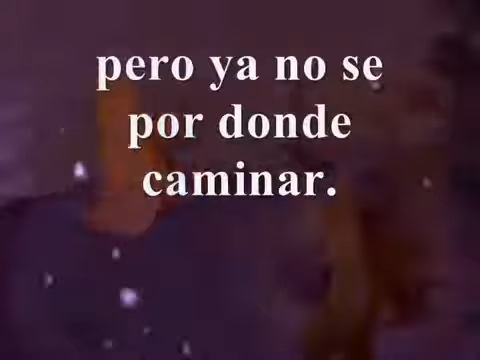 pero ya no se
por donde
caminar.